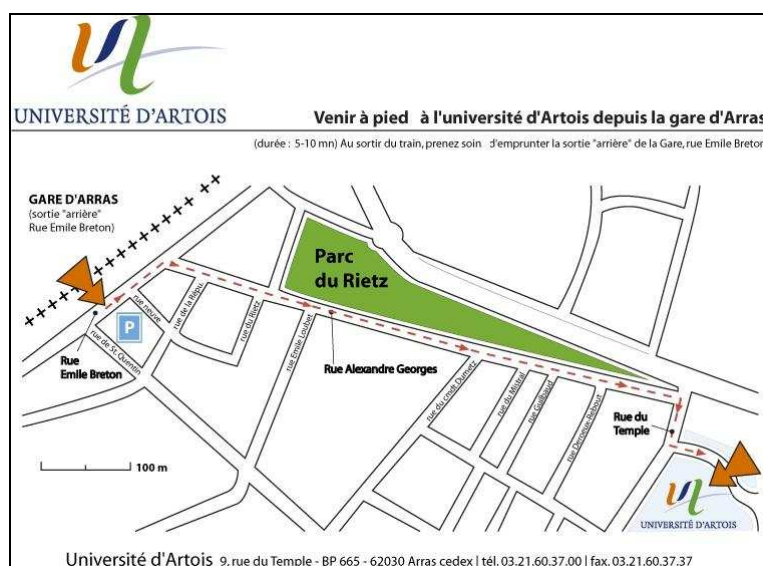 UNIVERSITÉ D'ARTOIS
Venir à pied à l'université d'Artois depuis la gare d'Arras
(durée : 5-10 mn) Au sortir du train, prenez soin d'emprunter la sortie "arrière" de la Gare, rue Emile Breton
GARE D'ARRAS
(sortie "arrière"
Rue Emile Breton)
Parc
du Rietz
rue neuve
rue de la Répu.
rue du Rietz
P
rue de St. Quentin
rue Emile Loubet
Rue
Emile Breton
Rue Alexandre Georges
rue du cmdt Dumetz
rue du Mistral
rue Guilhaud
rue Deroeux Rebout
Rue du
Temple
100 m
UNIVERSITÉ D'ARTOIS
Université d'Artois 9, rue du Temple - BP 665 - 62030 Arras cedex | tél. 03.21.60.37.00 | fax. 03.21.60.37.37